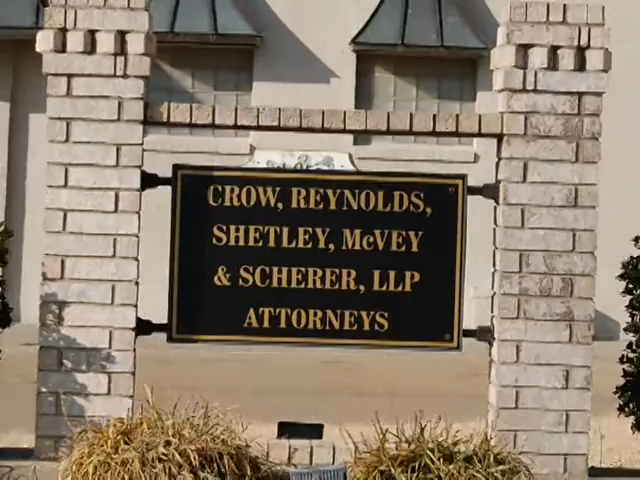 CROW, REYNOLDS,
SHETLEY, McVEY
& SCHERER, LLP
ATTORNEYS